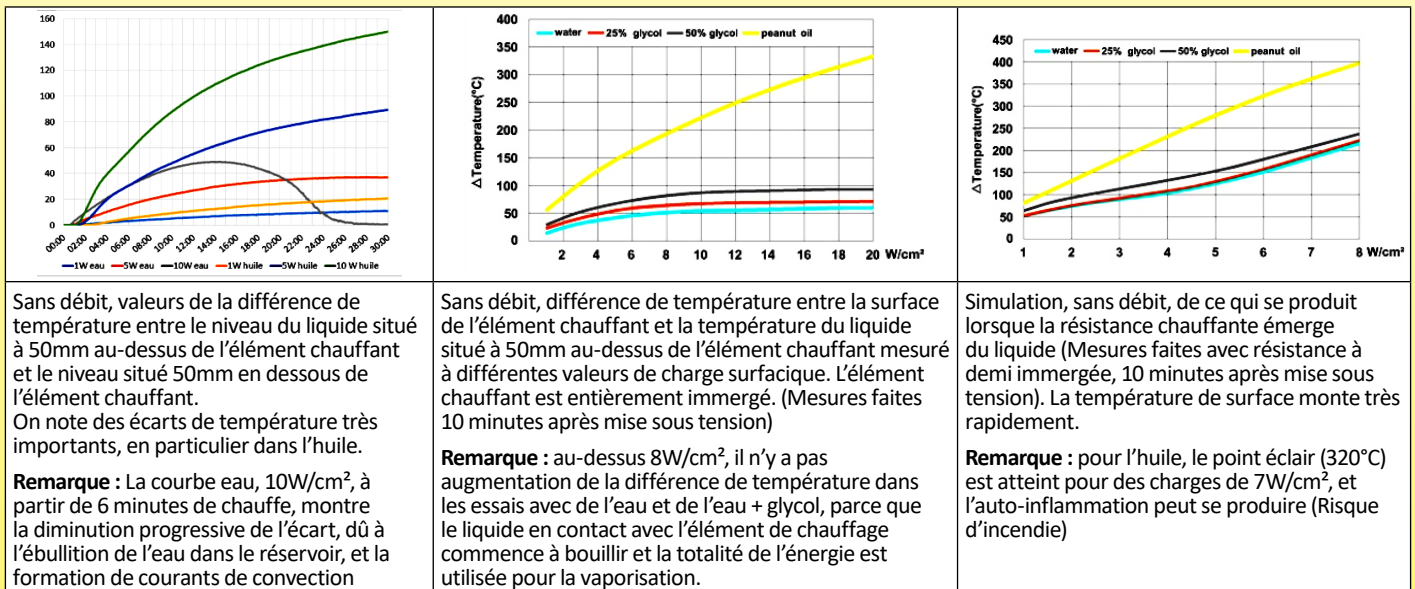 160
140
120
100
80
60
40
20
0
00:00 02:00 04:00 06:00 08:00 10:00 12:00 14:00 16:00 18:00 20:00 22:00 24:00 26:00 28:00 30:00
1W eau 5W eau 10W eau 1W huile 5W huile 10 W huile
400
350
300
250
200
150
100
50
0
△Temperature(°C)
water 25% glycol 50% glycol peanut oil
2 4 6 8 10 12 14 16 18 20 W/cm²
450
400
350
300
250
200
150
100
50
0
△Temperature(°C)
water 25% glycol 50% glycol peanut oil
1 2 3 4 5 6 7 8 W/cm²
Sans débit, valeurs de la différence de
température entre le niveau du liquide situé
à 50mm au-dessus de l’élément chauffant
et le niveau situé 50mm en dessous de
l’élément chauffant.
On note des écarts de température très
importants, en particulier dans l’huile.
Remarque : La courbe eau, 10W/cm², à
partir de 6 minutes de chauffe, montre
la diminution progressive de l’écart, dû à
l’ébullition de l’eau dans le réservoir, et la
formation de courants de convection
Sans débit, différence de température entre la surface
de l’élément chauffant et la température du liquide
situé à 50mm au-dessus de l’élément chauffant mesuré
à différentes valeurs de charge surfacique. L’élément
chauffant est entièrement immergé. (Mesures faites
10 minutes après mise sous tension)
Remarque : au-dessus 8W/cm², il n’y a pas
augmentation de la différence de température dans
les essais avec de l’eau et de l’eau + glycol, parce que
le liquide en contact avec l’élément de chauffage
commence à bouillir et la totalité de l’énergie est
utilisée pour la vaporisation.
Simulation, sans débit, de ce qui se produit
lorsque la résistance chauffante émerge
du liquide (Mesures faites avec résistance à
demi immergée, 10 minutes après mise sous
tension). La température de surface monte très
rapidement.
Remarque : pour l’huile, le point éclair (320°C)
est atteint pour des charges de 7W/cm², et
l’auto-inflammation peut se produire (Risque
d’incendie)